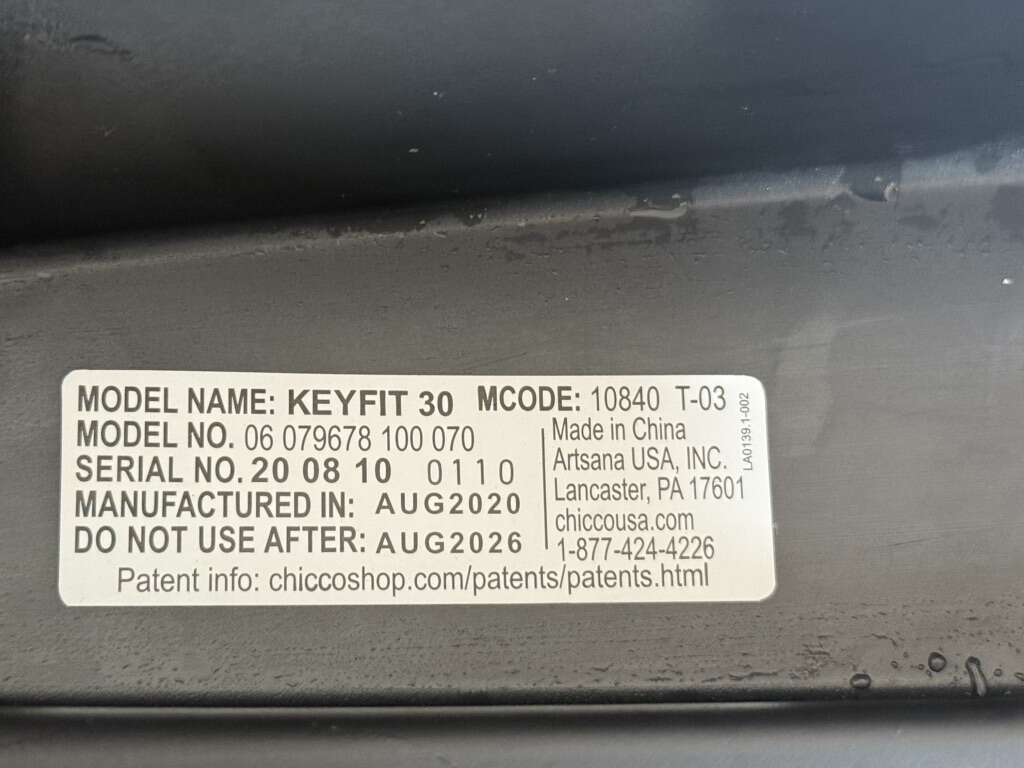 MODEL NAME: KEYFIT 30 MCODE: 10840 T-03
MODEL NO. 06 079678 100 070
SERIAL NO. 20 08 10 0110
MANUFACTURED IN: AUG2020
DO NOT USE AFTER: AUG2026
Made in China
Artsana USA, INC.
Lancaster, PA 17601
chiccousa.com
1-877-424-4226
LA0139.1-002
Patent info: chiccoshop.com/patents/patents.html